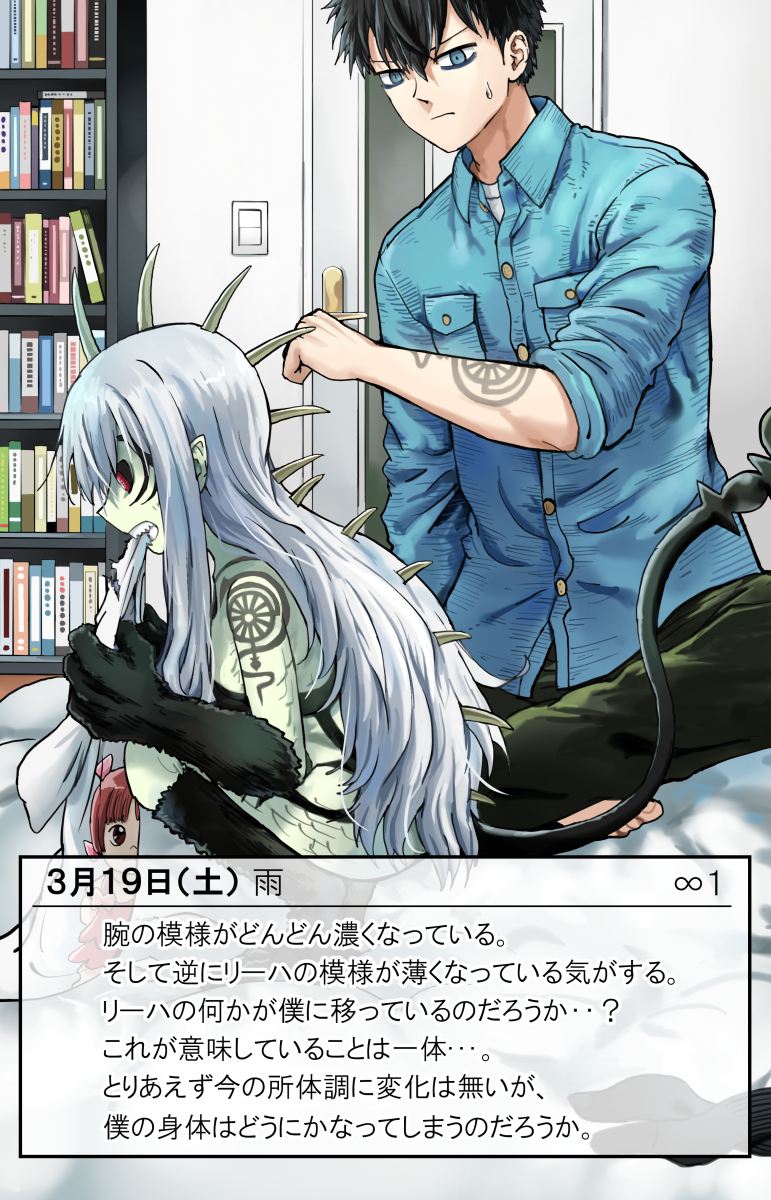 3月19日(土) 雨 ∞1
腕の模様がどんどん濃くなっている。
そして逆にリーハの模様が薄くなっている気がする。
リーハの何かが僕に移っているのだろうか‥?
これが意味していることは一体…。
とりあえず今の所体調に変化は無いが、
僕の身体はどうにかなってしまうのだろうか。